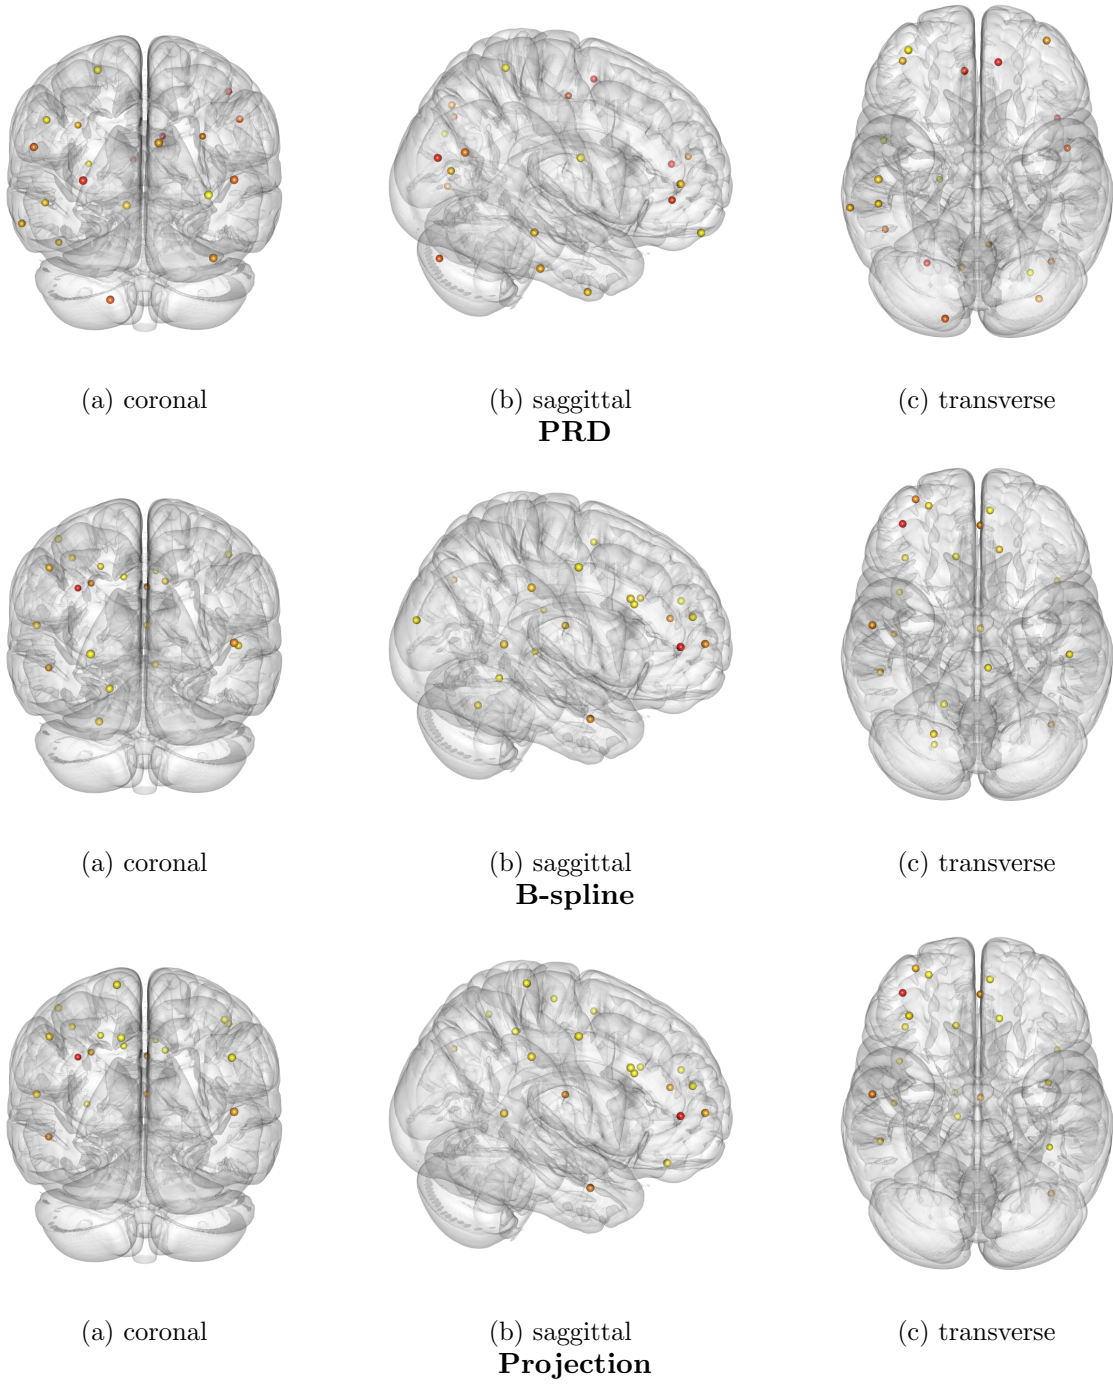 (a) coronal (b) saggittal (c) transverse
PRD
(a) coronal (b) saggittal (c) transverse
B-spline
(a) coronal (b) saggittal (c) transverse
Projection